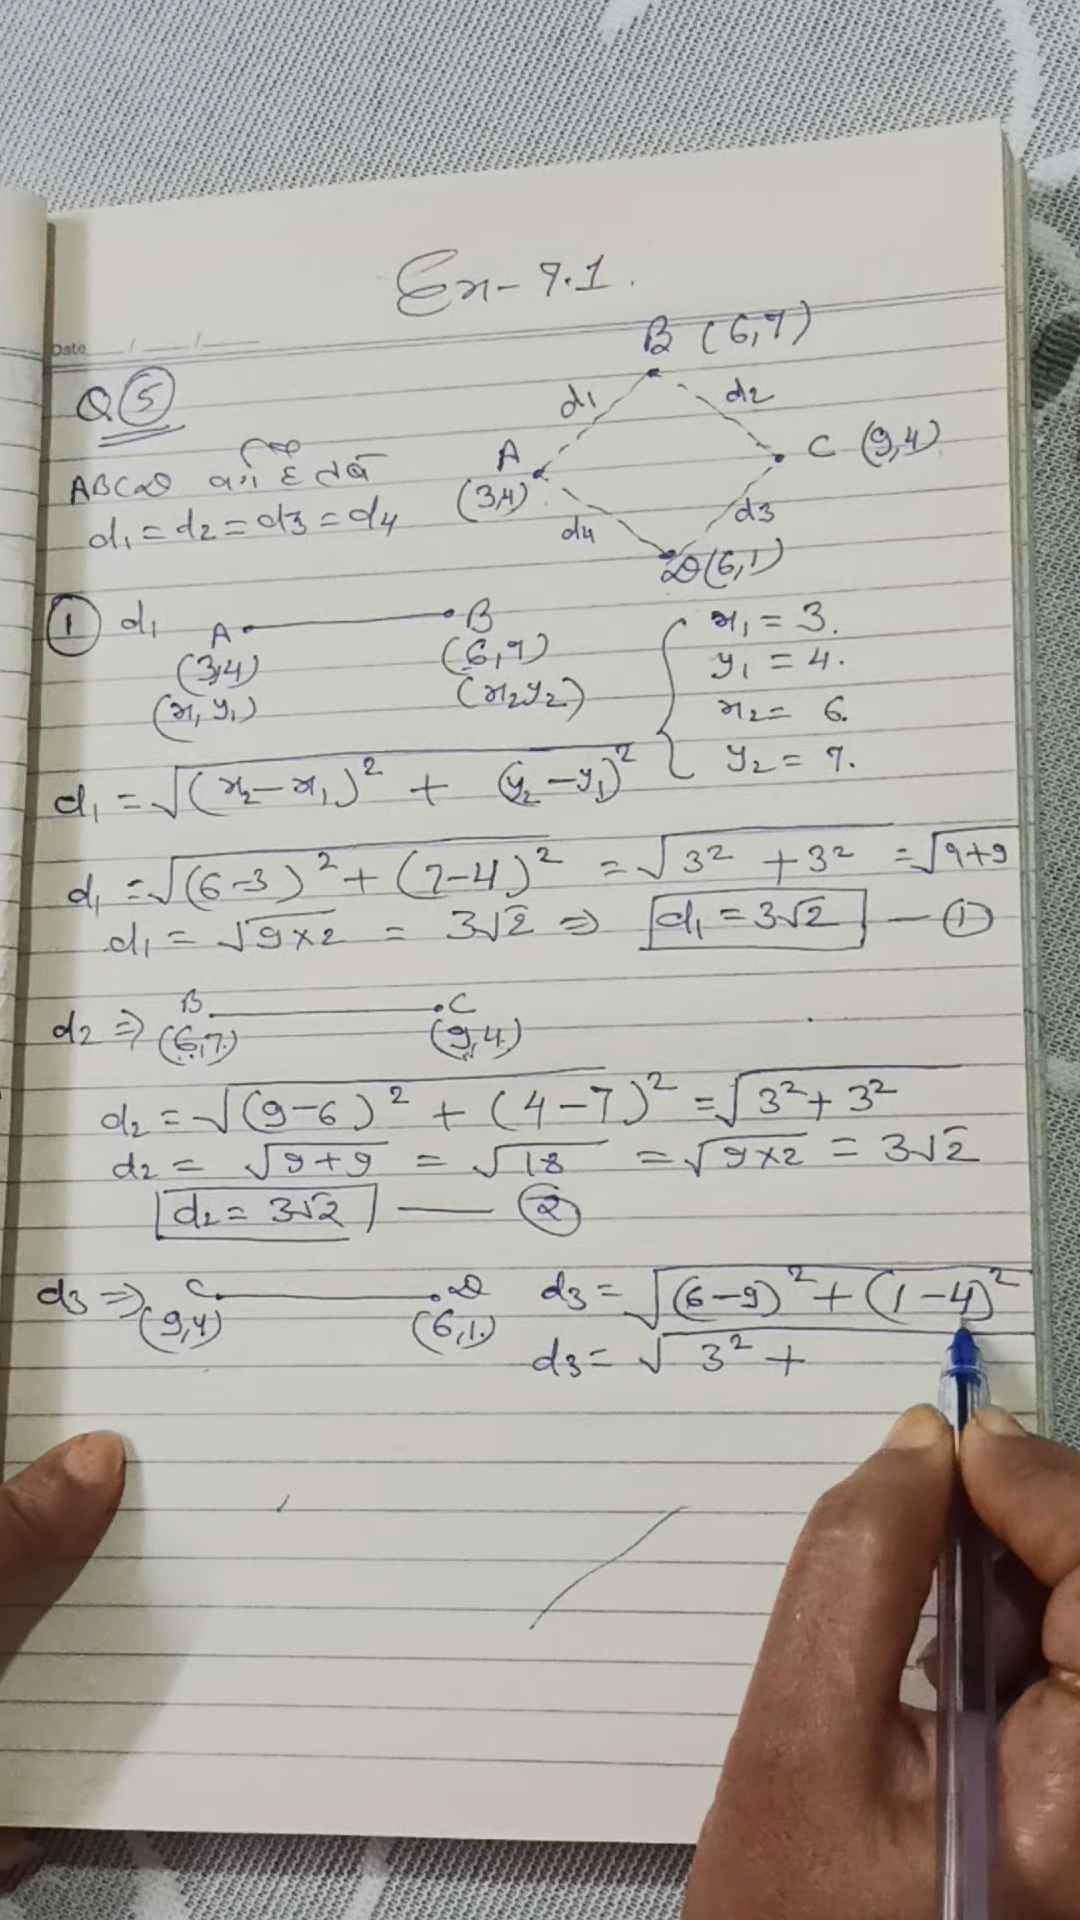 Ex-7.1.
Date / /
Q 5
B (6,7)
d1 d2
A C (9,4)
(3,4)
d4 d3
D(6,1)
ABCD वर्ग है तब
d1 = d2 = d3 = d4
1 d1 A B
(3,4) (6,7)
(x1 y1) (x2 y2)
x1 = 3.
y1 = 4.
x2 = 6.
y2 = 7.
d1 = √(x2-x1)² + (y2-y1)²
d1 = √(6-3)² + (7-4)² = √3² + 3² = √9+9
d1 = √9×2 = 3√2 ⇒ d1 = 3√2 — 1
d2 ⇒ B C
(6,7) (9,4)
d2 = √(9-6)² + (4-7)² = √3² + 3²
d2 = √9+9 = √18 = √9×2 = 3√2
d2 = 3√2 — 2
d3 ⇒ C D d3 = √(6-9)² + (1-4)²
(9,4) (6,1) d3 = √3² +